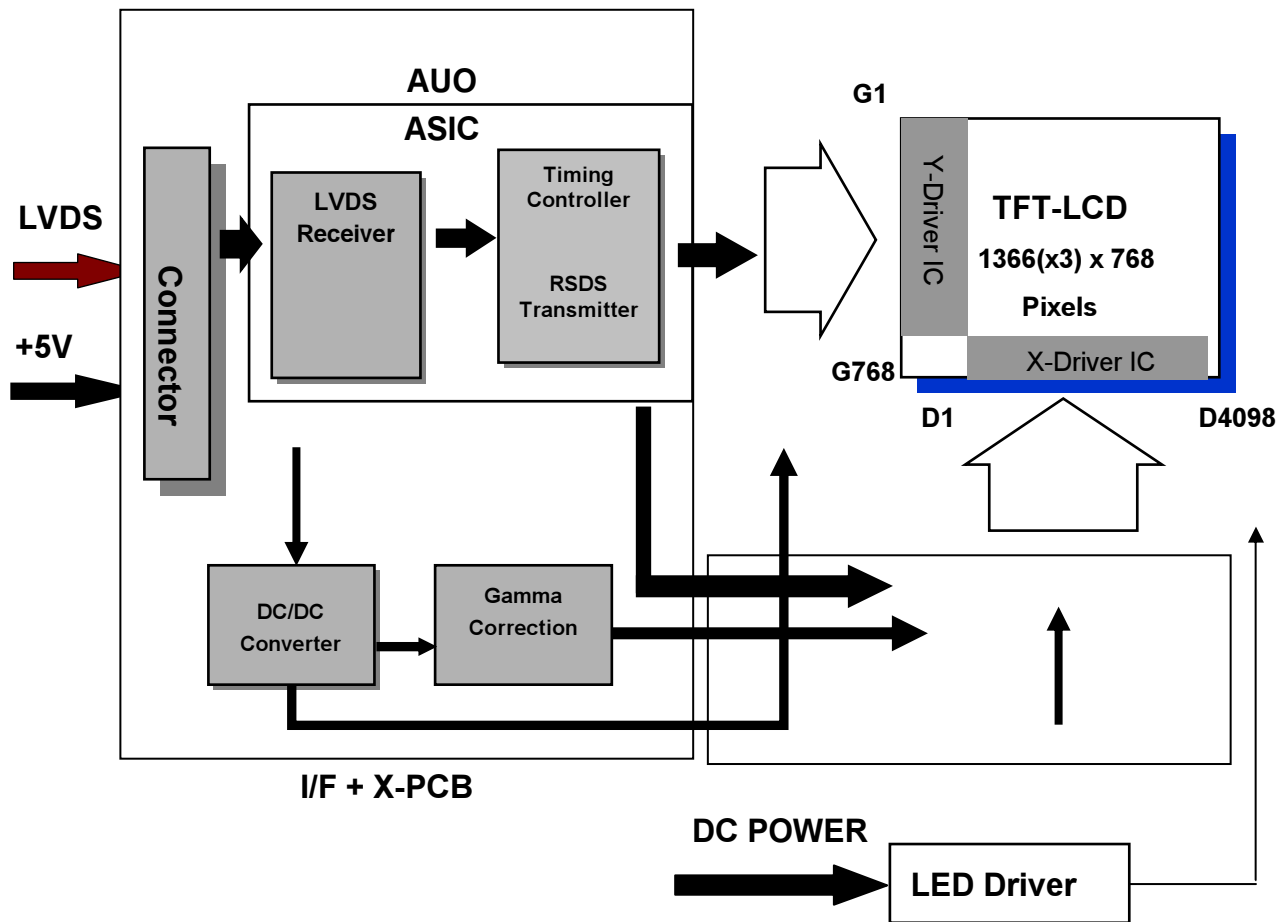 AUO
ASIC
LVDS
+5V
Connector
LVDS
Receiver
Timing
Controller
RSDS
Transmitter
G1
Y-Driver IC
TFT-LCD
1366(x3) x 768
Pixels
G768
X-Driver IC
D1
D4098
DC/DC
Converter
Gamma
Correction
I/F + X-PCB
DC POWER
LED Driver